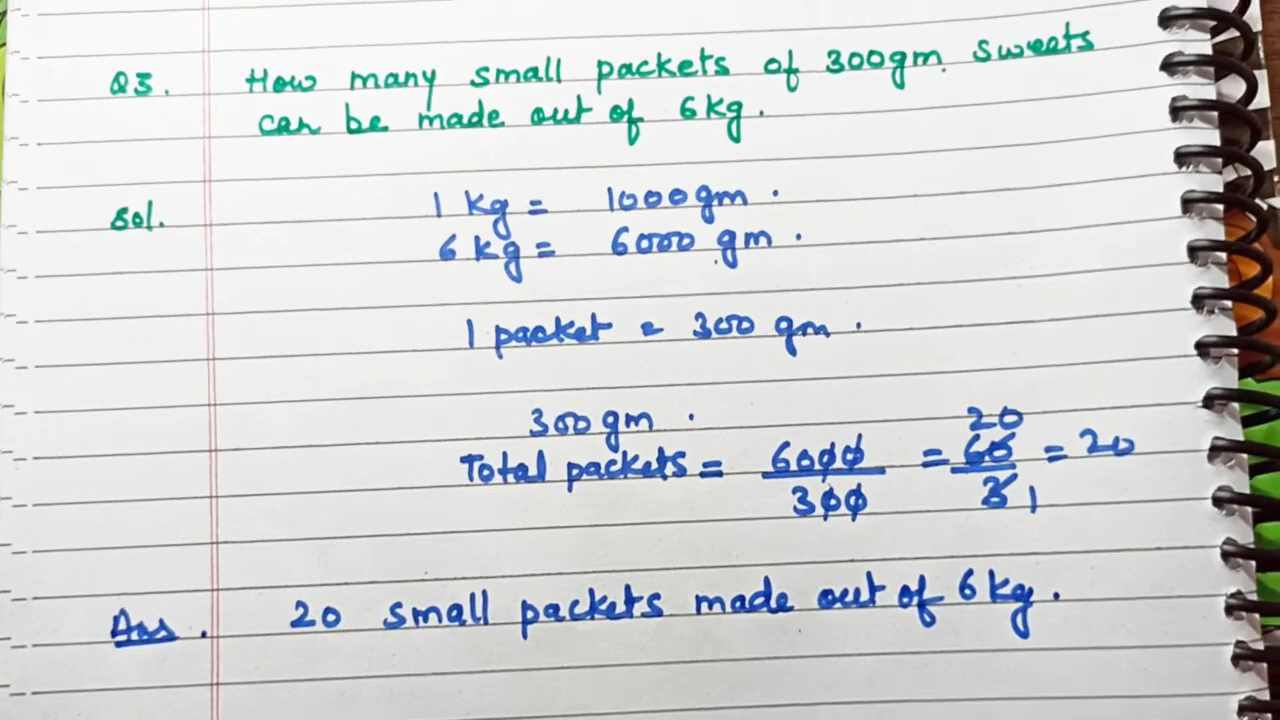 Q3. How many small packets of 300gm. sweets
can be made out of 6kg.
Sol. 1 kg = 1000gm.
6 kg = 6000 gm.
1 packet = 300 gm.
300 gm.
20
Total packets = 6000/300 = 60/3 1 = 20
Ans. 20 small packets made out of 6kg.